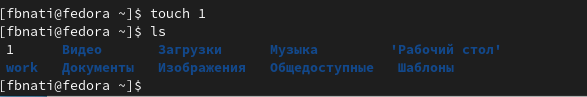 [fbnati@fedora ~]$ touch 1
[fbnati@fedora ~]$ ls
1 Видео Загрузки Музыка 'Рабочий стол'
work Документы Изображения Общедоступные Шаблоны
[fbnati@fedora ~]$